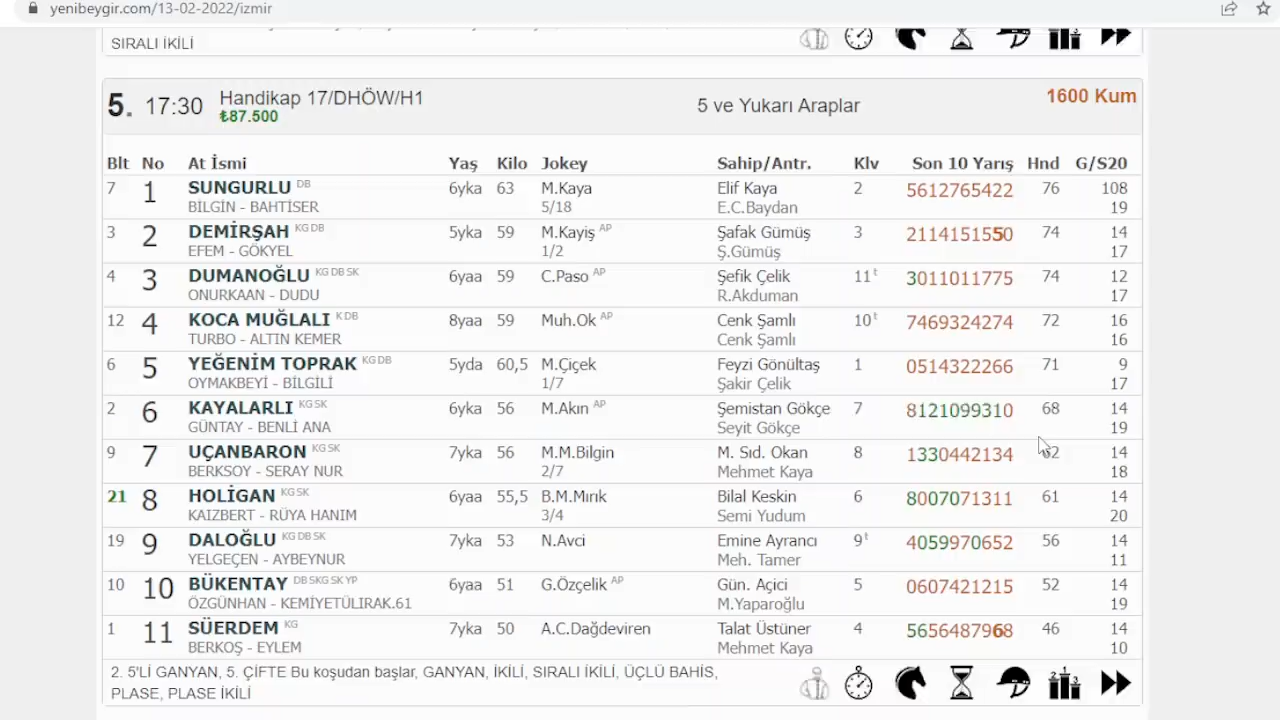 yenibeygir.com/13-02-2022/izmir
SIRALI İKİLİ
5. 17:30 Handikap 17/DHÖW/H1 5 ve Yukarı Araplar 1600 Kum
₺87.500
Blt No At İsmi Yaş Kilo Jokey Sahip/Antr. Klv Son 10 Yarış Hnd G/S20
7 1 SUNGURLU DB 6yka 63 M.Kaya Elif Kaya 2 5612765422 76 108
BİLGİN - BAHTİSER 5/18 E.C.Baydan 19
3 2 DEMİRŞAH KG DB 5yka 59 M.Kayiş AP Şafak Gümüş 3 2114151550 74 14
EFEM - GÖKYEL 1/2 Ş.Gümüş 17
4 3 DUMANOĞLU KG DB SK 6yaa 59 C.Paso AP Şefik Çelik 11 t 3011011775 74 12
ONURKAAN - DUDU R.Akduman 17
12 4 KOCA MUĞLALI K DB 8yaa 59 Muh.Ok AP Cenk Şamlı 10 t 7469324274 72 16
TURBO - ALTIN KEMER Cenk Şamlı 16
6 5 YEĞENİM TOPRAK KG DB 5yda 60,5 M.Çiçek Feyzi Gönültaş 1 0514322266 71 9
OYMAKBEYİ - BİLGİLİ 1/7 Şakir Çelik 17
2 6 KAYALARLI KG SK 6yka 56 M.Akın AP Şemistan Gökçe 7 8121099310 68 14
GÜNTAY - BENLİ ANA Seyit Gökçe 19
9 7 UÇANBARON KG SK 7yka 56 M.M.Bilgin M. Sıd. Okan 8 1330442134 62 14
BERKSOY - SERAY NUR 2/7 Mehmet Kaya 18
21 8 HOLİGAN KG SK 6yaa 55,5 B.M.Mırık Bilal Keskin 6 8007071311 61 14
KAIZBERT - RÜYA HANIM 3/4 Semi Yudum 20
19 9 DALOĞLU KG DB SK 7yka 53 N.Avci Emine Ayrancı 9 t 4059970652 56 14
YELGEÇEN - AYBEYNUR Meh. Tamer 11
10 10 BÜKENTAY DB SKG SK YP 6yaa 51 G.Özçelik AP Gün. Açici 5 0607421215 52 14
ÖZGÜNHAN - KEMİYETÜLIRAK.61 M.Yaparoğlu 19
1 11 SÜERDEM KG 7yka 50 A.C.Dağdeviren Talat Üstüner 4 5656487968 46 14
BERKOŞ - EYLEM Mehmet Kaya 10
2. 5'Lİ GANYAN, 5. ÇİFTE Bu koşudan başlar, GANYAN, İKİLİ, SIRALI İKİLİ, ÜÇLÜ BAHİS,
PLASE, PLASE İKİLİ